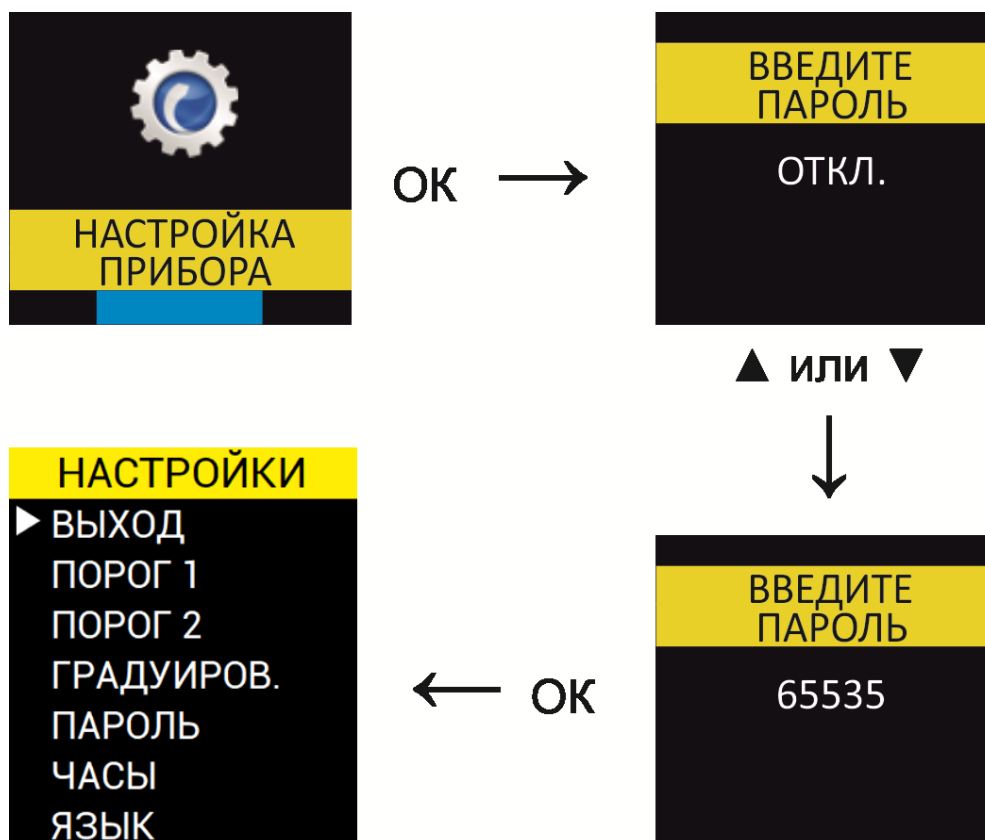 НАСТРОЙКА
ПРИБОРА
ОК →
ВВЕДИТЕ
ПАРОЛЬ
ОТКЛ.
▲ или ▼
↓
ВВЕДИТЕ
ПАРОЛЬ
65535
← ОК
НАСТРОЙКИ
▶ ВЫХОД
ПОРОГ 1
ПОРОГ 2
ГРАДУИРОВ.
ПАРОЛЬ
ЧАСЫ
ЯЗЫК